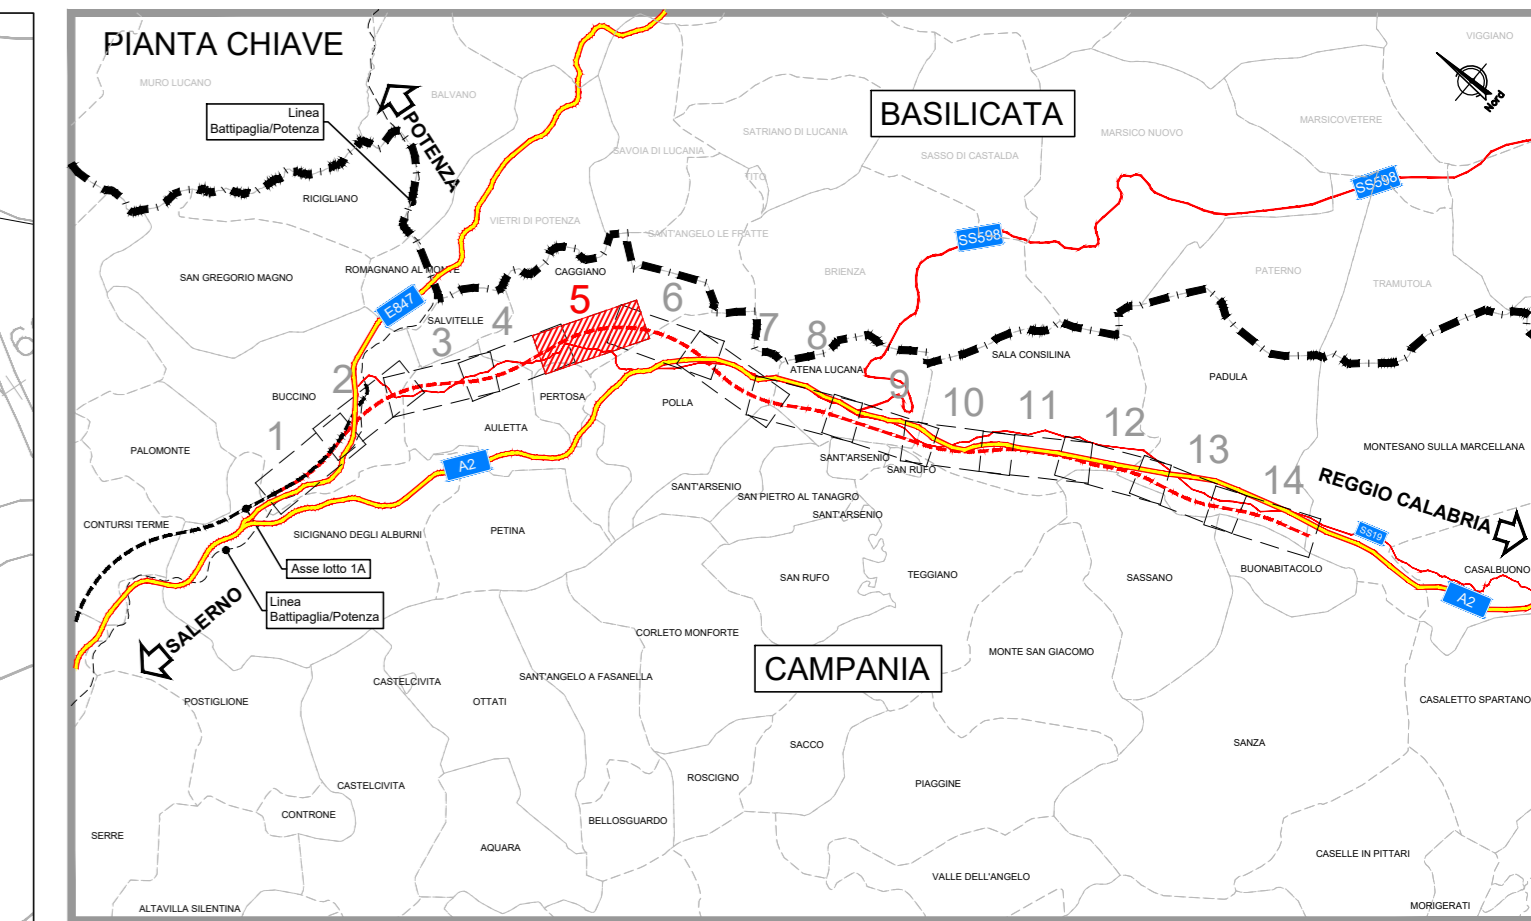 PIANTA CHIAVE
VIGGIANO
MURO LUCANO
BALVANO
Nord
Linea
Battipaglia/Potenza
POTENZA
BASILICATA
SATRIANO DI LUCANIA
MARSICO NUOVO
MARSICOVETERE
SAVOIA DI LUCANIA
SASSO DI CASTALDA
TITO
SS598
RICIGLIANO
VIETRI DI POTENZA
SANT'ANGELO LE FRATTE
SS598
SAN GREGORIO MAGNO
ROMAGNANO AL MONTE
CAGGIANO
BRIENZA
PATERNO
TRAMUTOLA
E847
SALVITELLE
5
6
4
3
7
8
SALA CONSILINA
ATENA LUCANA
PADULA
2
BUCCINO
PERTOSA
POLLA
9
10
11
12
AULETTA
1
PALOMONTE
A2
SANT'ARSENIO
SAN RUFO
13
MONTESANO SULLA MARCELLANA
14
REGGIO CALABRIA
SANT'ARSENIO
SAN PIETRO AL TANAGRO
SANT'ARSENIO
CONTURSI TERME
SICIGNANO DEGLI ALBURNI
PETINA
SS19
Asse lotto 1A
SAN RUFO
TEGGIANO
SASSANO
BUONABITACOLO
CASALBUONO
A2
Linea
Battipaglia/Potenza
SALERNO
CORLETO MONFORTE
MONTE SAN GIACOMO
CAMPANIA
CASTELCIVITA
SANT'ANGELO A FASANELLA
POSTIGLIONE
OTTATI
CASALETTO SPARTANO
SACCO
SANZA
ROSCIGNO
PIAGGINE
CASTELCIVITA
CONTRONE
BELLOSGUARDO
SERRE
AQUARA
CASELLE IN PITTARI
VALLE DELL'ANGELO
ALTAVILLA SILENTINA
MORIGERATI